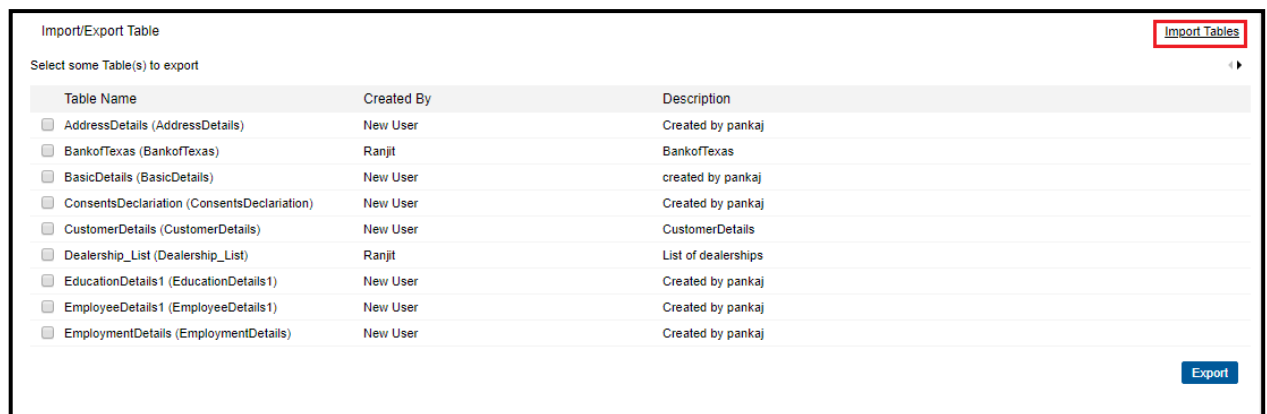 Import/Export Table Import Tables
Select some Table(s) to export
Table Name Created By Description
AddressDetails (AddressDetails) New User Created by pankaj
BankofTexas (BankofTexas) Ranjit BankofTexas
BasicDetails (BasicDetails) New User created by pankaj
ConsentsDeclariation (ConsentsDeclariation) New User Created by pankaj
CustomerDetails (CustomerDetails) New User CustomerDetails
Dealership_List (Dealership_List) Ranjit List of dealerships
EducationDetails1 (EducationDetails1) New User Created by pankaj
EmployeeDetails1 (EmployeeDetails1) New User Created by pankaj
EmploymentDetails (EmploymentDetails) New User Created by pankaj
Export